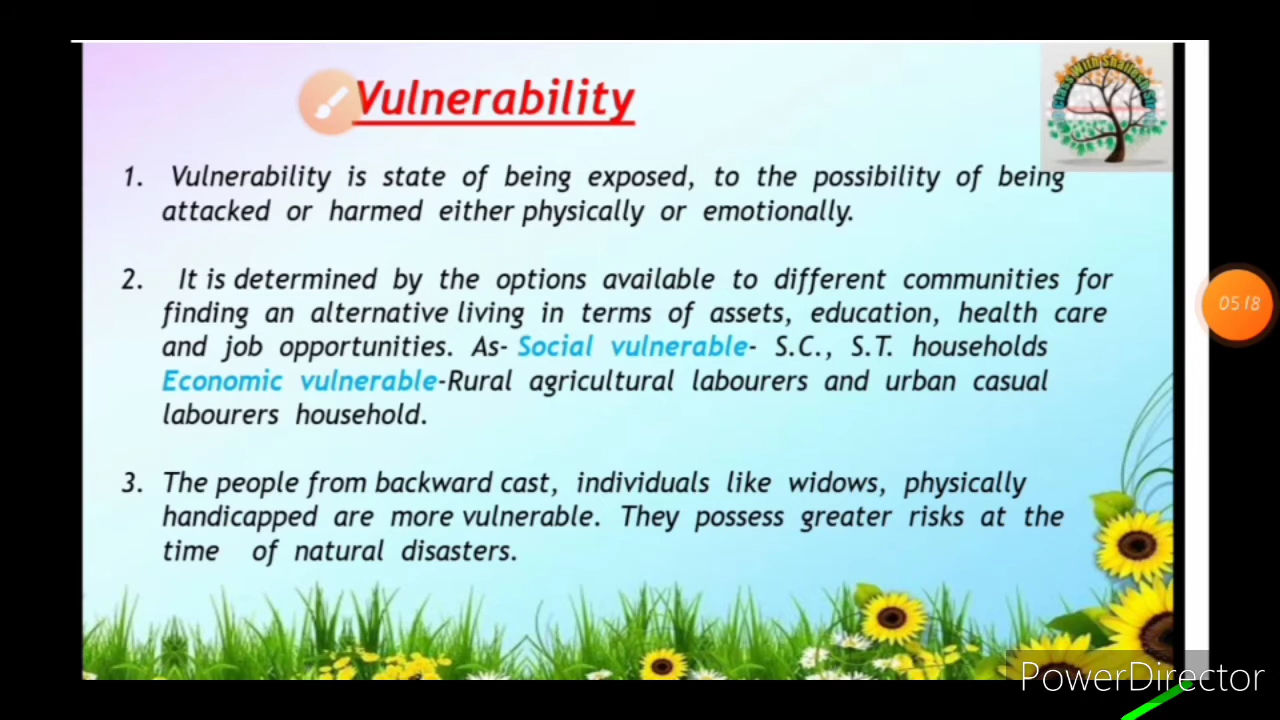 Vulnerability
Class With Shailesh Sir
1. Vulnerability is state of being exposed, to the possibility of being
attacked or harmed either physically or emotionally.
2. It is determined by the options available to different communities for
finding an alternative living in terms of assets, education, health care
and job opportunities. As- Social vulnerable- S.C., S.T. households
Economic vulnerable-Rural agricultural labourers and urban casual
labourers household.
05:18
3. The people from backward cast, individuals like widows, physically
handicapped are more vulnerable. They possess greater risks at the
time of natural disasters.
PowerDirector